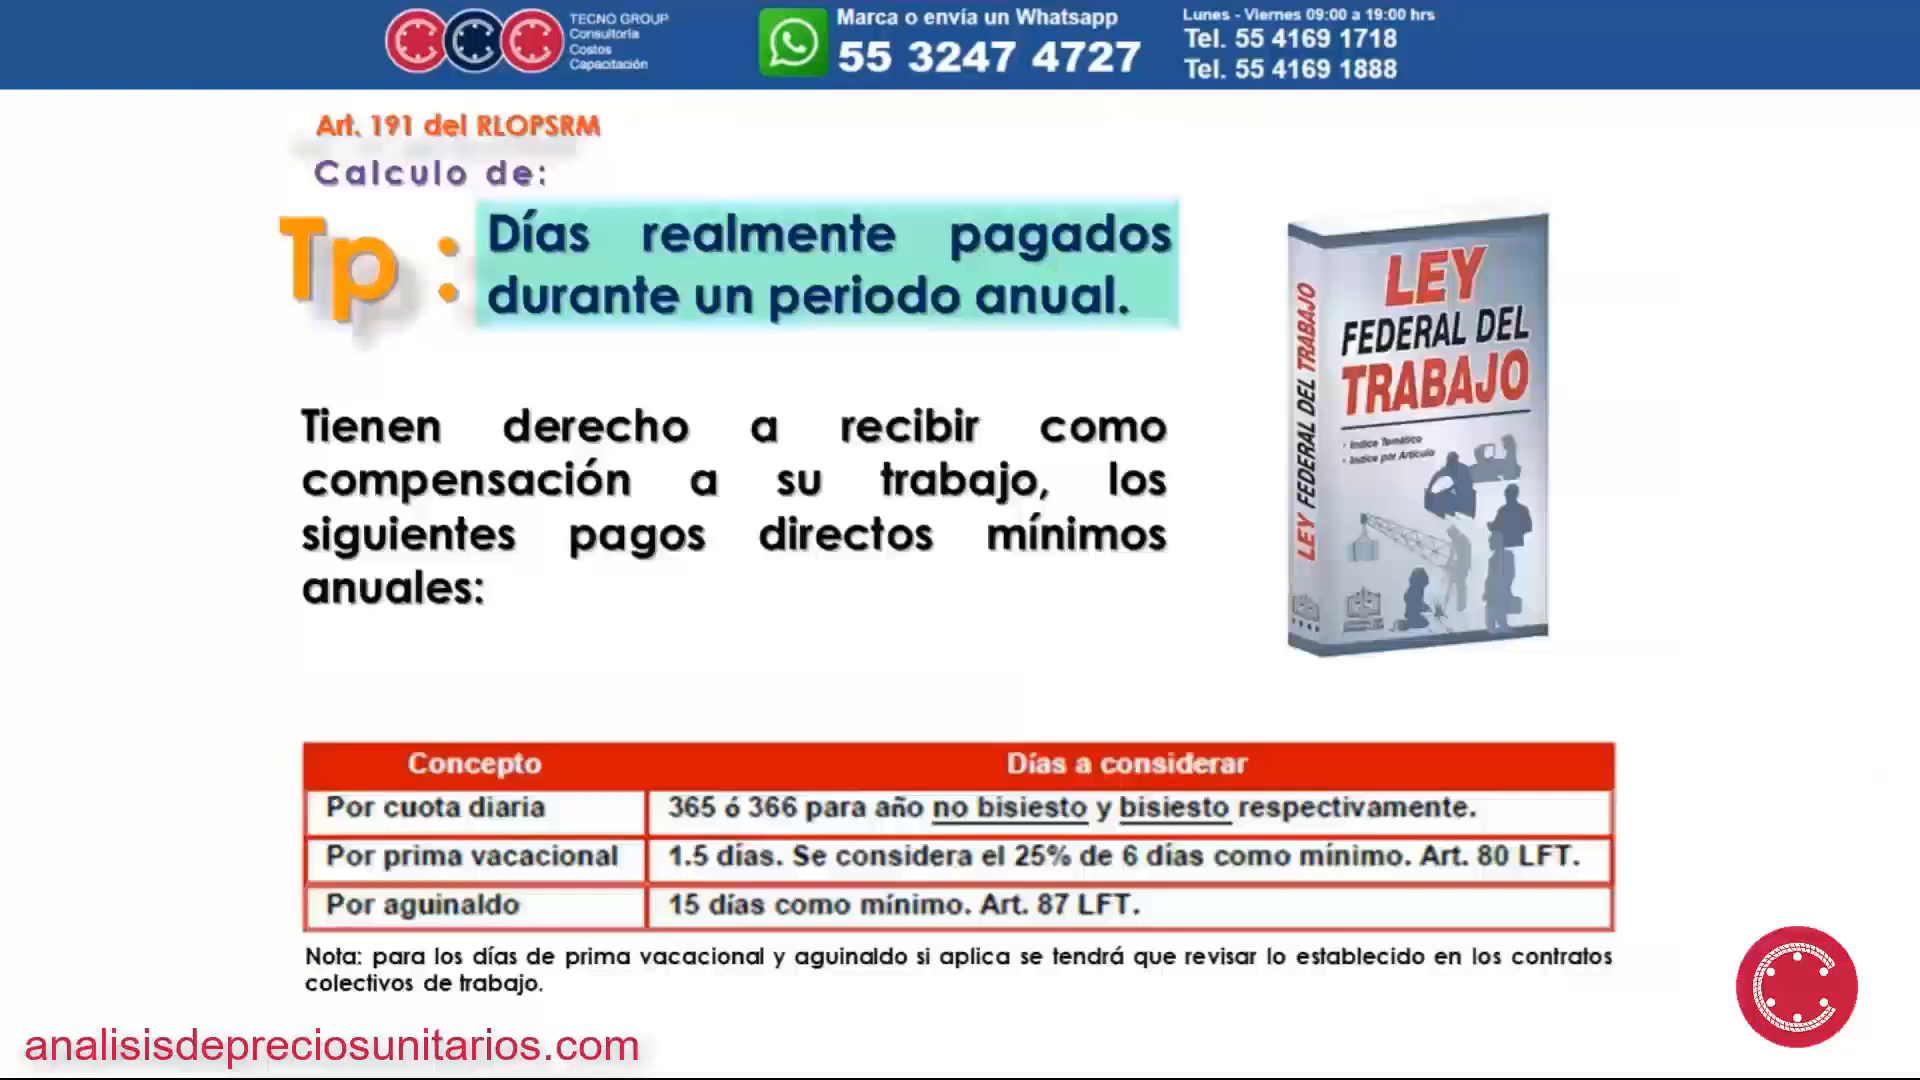 TECNO GROUP
Consultoría
Costos
Capacitación
Marca o envía un Whatsapp
55 3247 4727
Lunes - Viernes 09:00 a 19:00 hrs
Tel. 55 4169 1718
Tel. 55 4169 1888
Art. 191 del RLOPSRM
Calculo de:
Tp :
Días realmente pagados
durante un periodo anual.
Tienen derecho a recibir como
compensación a su trabajo, los
siguientes pagos directos mínimos
anuales:
LEY FEDERAL DEL TRABAJO
LEY
FEDERAL DEL
TRABAJO
• Indice Temático
• Indice por Artículo
Concepto Días a considerar
Por cuota diaria 365 ó 366 para año no bisiesto y bisiesto respectivamente.
Por prima vacacional 1.5 días. Se considera el 25% de 6 días como mínimo. Art. 80 LFT.
Por aguinaldo 15 días como mínimo. Art. 87 LFT.
Nota: para los días de prima vacacional y aguinaldo si aplica se tendrá que revisar lo establecido en los contratos
colectivos de trabajo.
analisisdepreciosunitarios.com